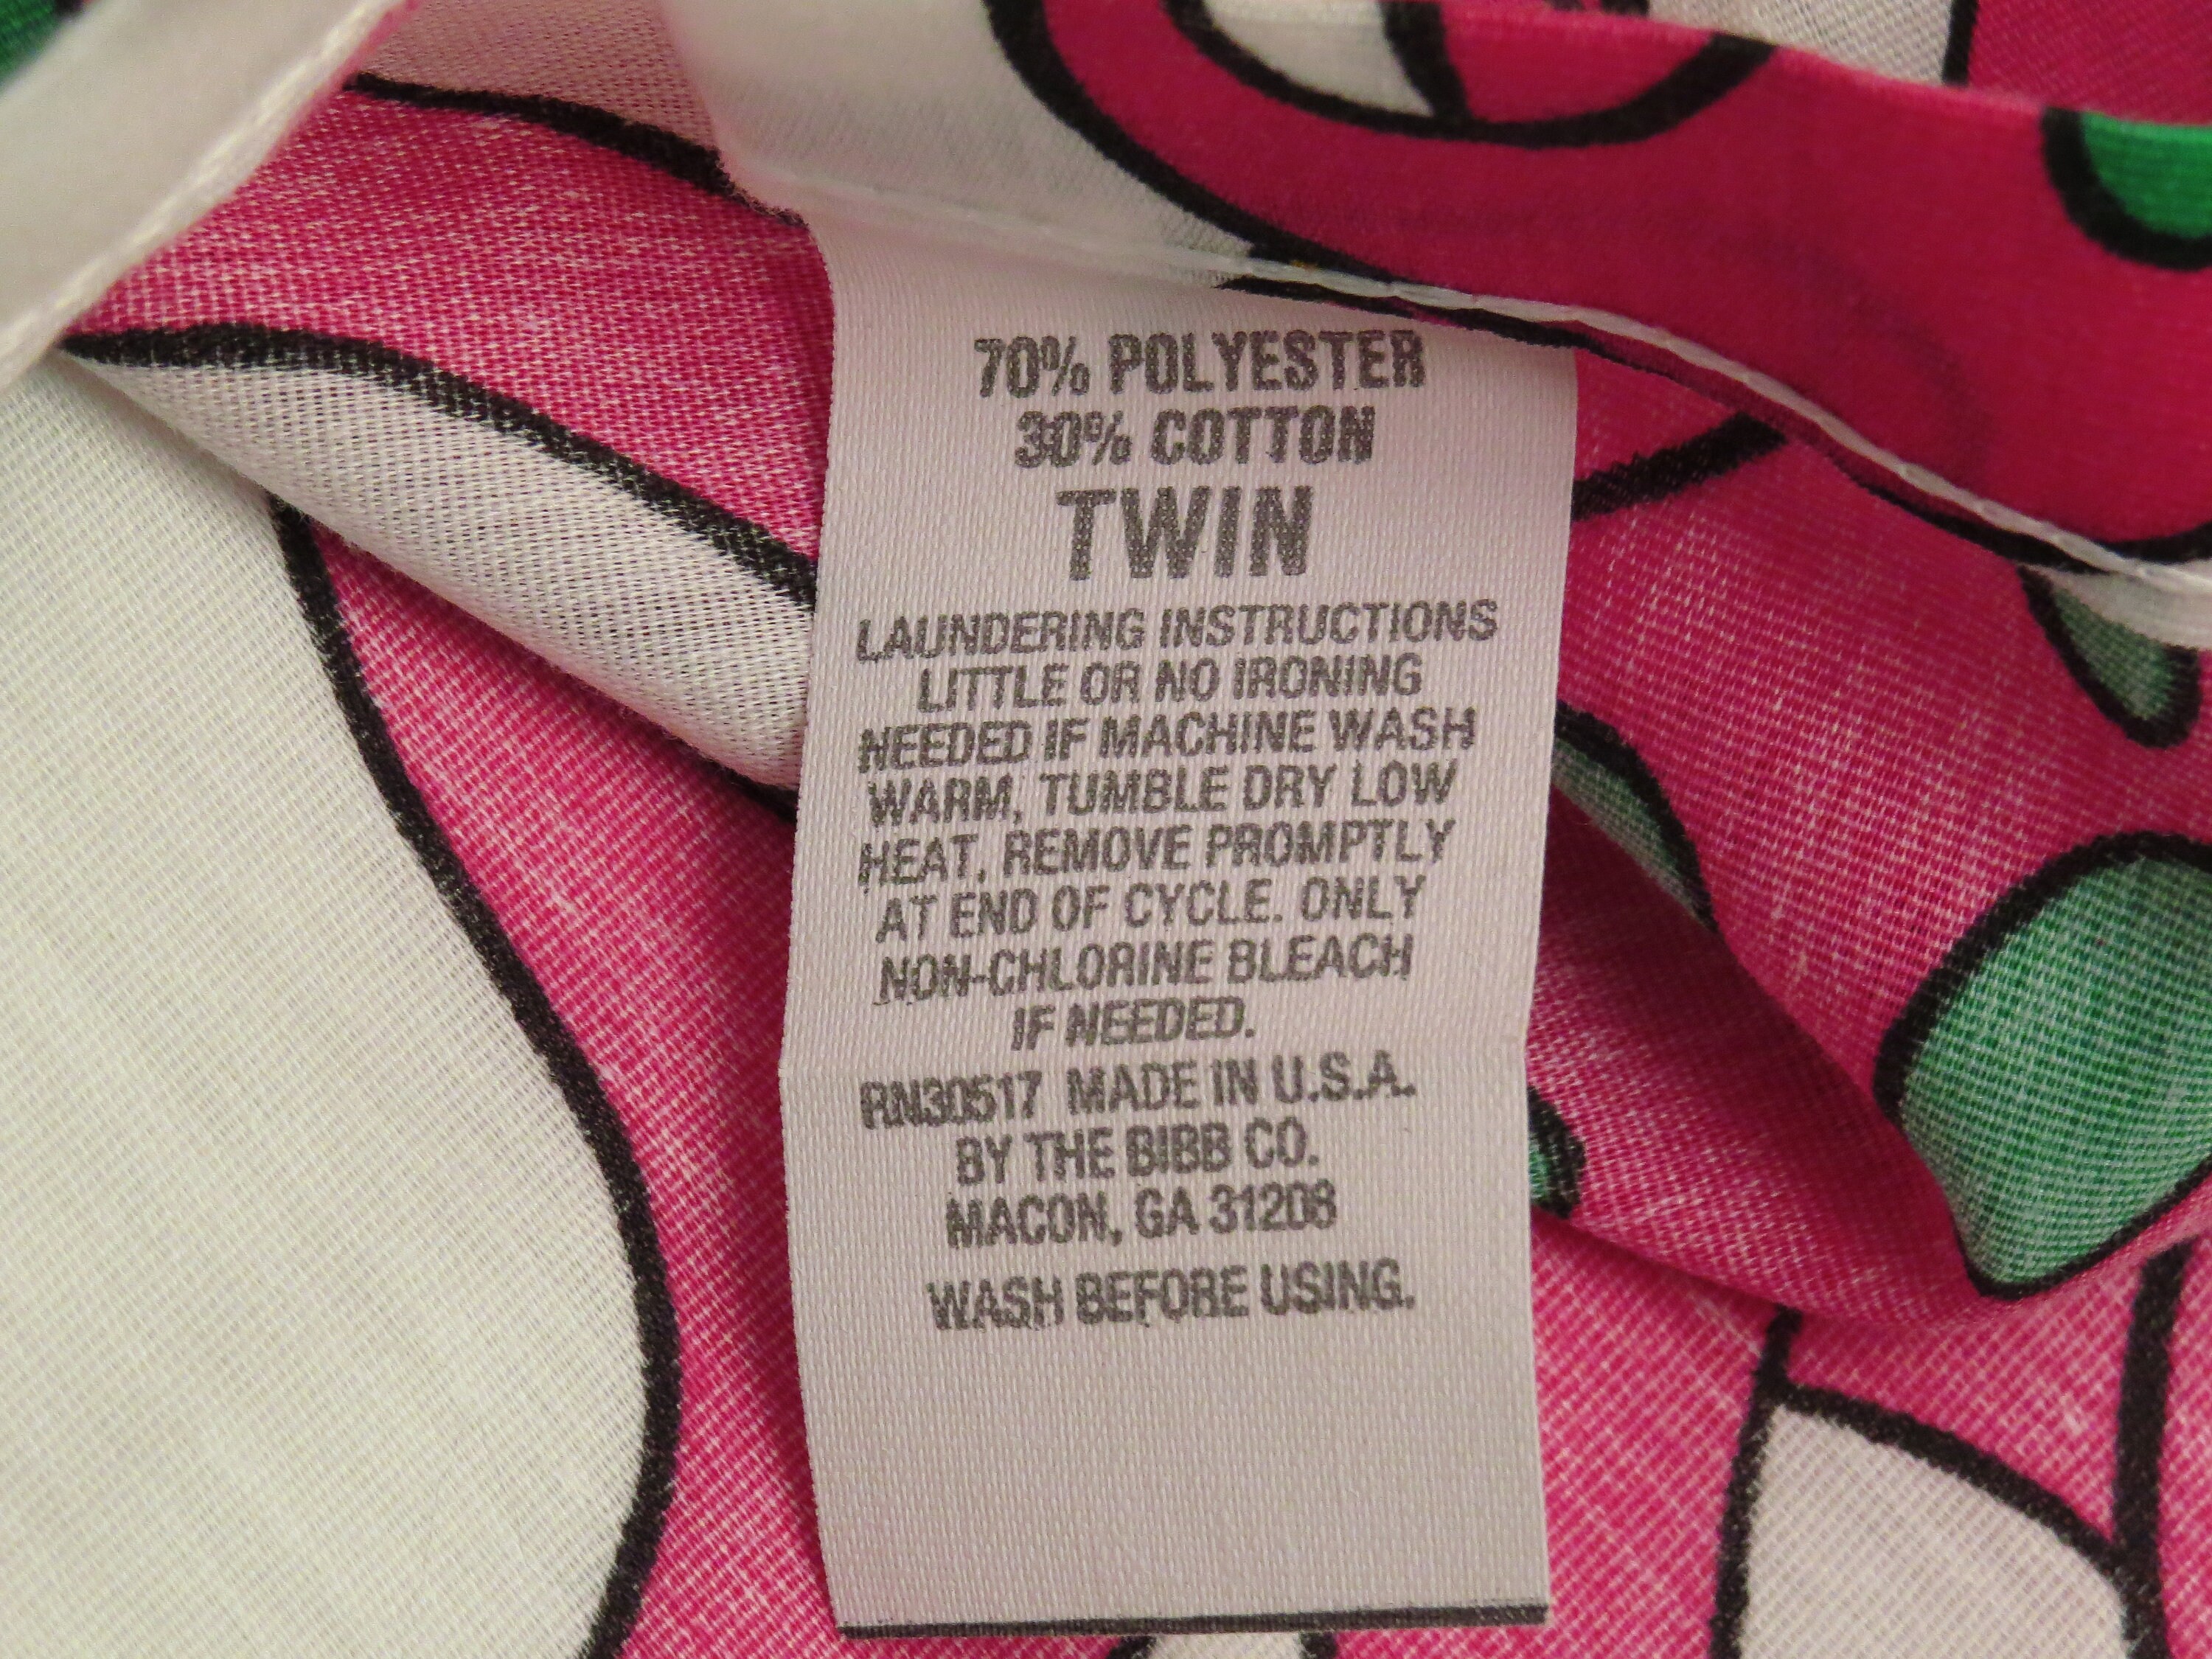 70% POLYESTER
30% COTTON
TWIN
LAUNDERING INSTRUCTIONS
LITTLE OR NO IRONING
NEEDED IF MACHINE WASH
WARM, TUMBLE DRY LOW
HEAT, REMOVE PROMPTLY
AT END OF CYCLE. ONLY
NON-CHLORINE BLEACH
IF NEEDED.
RN30517 MADE IN U.S.A.
BY THE BIBB CO.
MACON, GA 31208
WASH BEFORE USING.